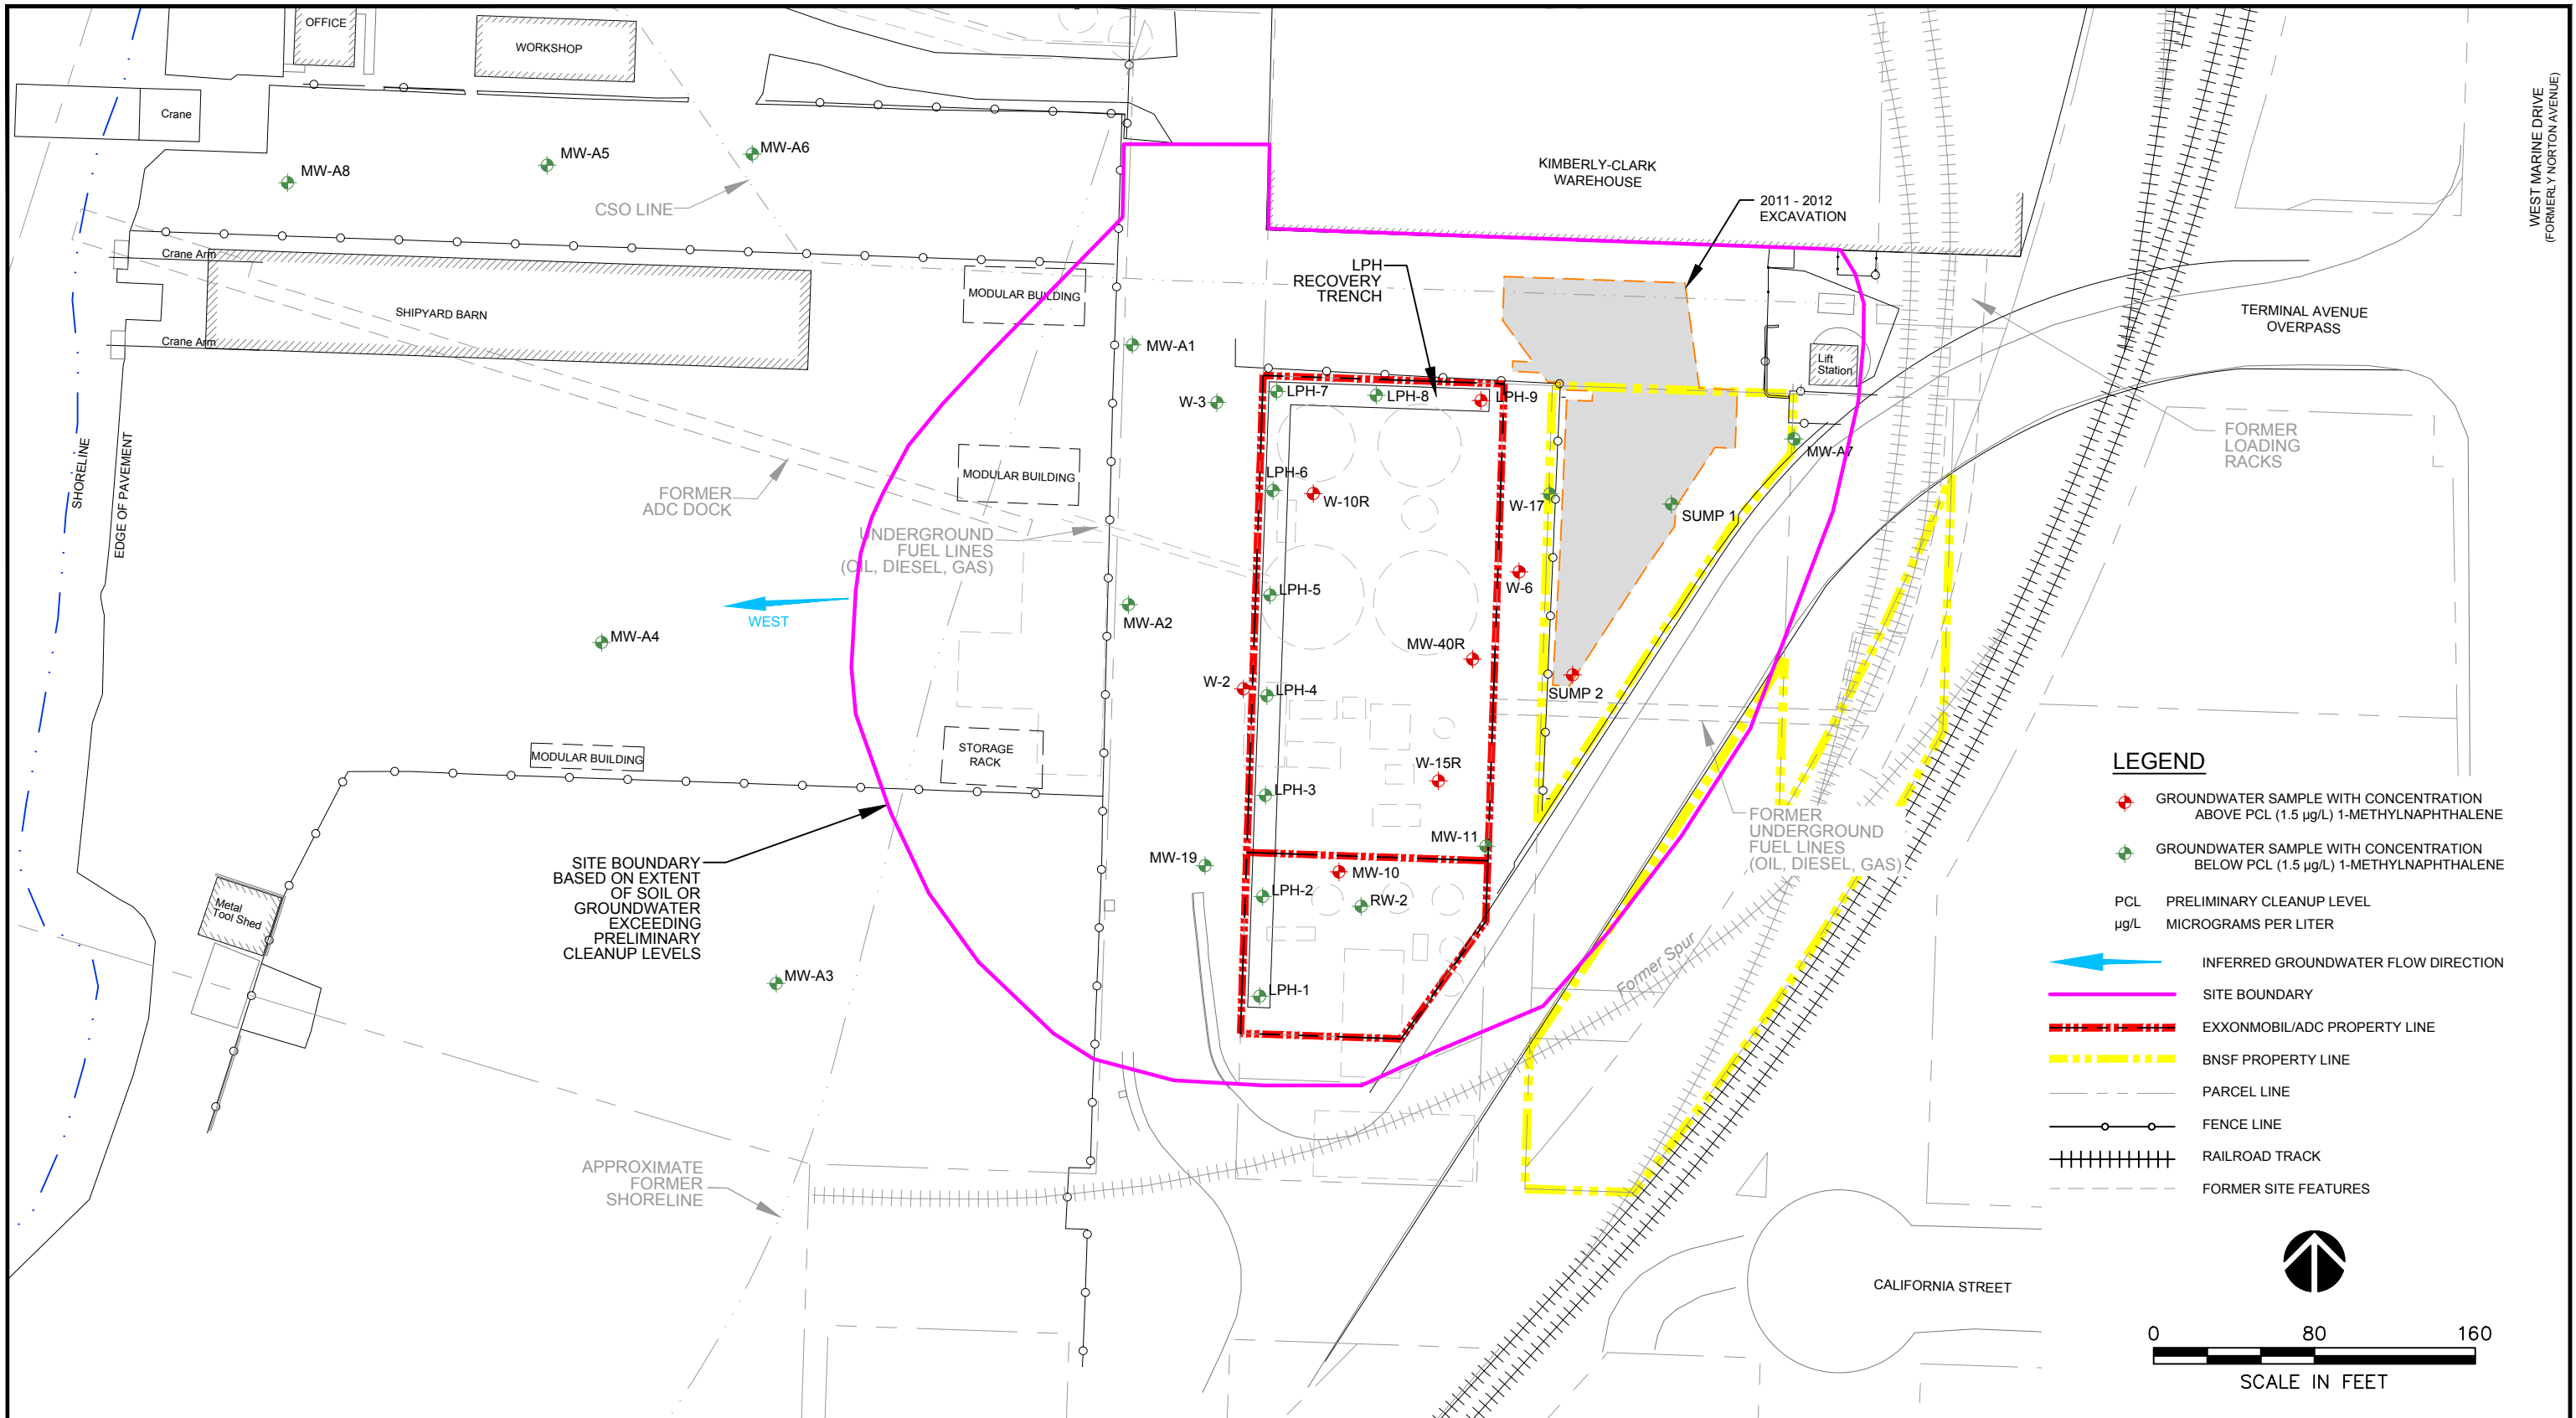 OFFICE
WORKSHOP
Crane
MW-A8
MW-A5
MW-A6
CSO LINE
KIMBERLY-CLARK
WAREHOUSE
2011 - 2012
EXCAVATION
WEST MARINE DRIVE
(FORMERLY NORTON AVENUE)
Crane Arm
SHIPYARD BARN
Crane Arm
MODULAR BUILDING
LPH
RECOVERY
TRENCH
TERMINAL AVENUE
OVERPASS
MW-A1
Lift
Station
W-3
LPH-7
LPH-8
LPH-9
SHORELINE
EDGE OF PAVEMENT
FORMER
ADC DOCK
MODULAR BUILDING
LPH-6
W-10R
W-17
SUMP 1
MW-A7
FORMER
LOADING
RACKS
UNDERGROUND
FUEL LINES
(OIL, DIESEL, GAS)
LPH-5
W-6
WEST
MW-A4
MW-A2
MW-40R
W-2
LPH-4
SUMP 2
MODULAR BUILDING
STORAGE
RACK
W-15R
LPH-3
FORMER
UNDERGROUND
FUEL LINES
(OIL, DIESEL, GAS)
MW-11
SITE BOUNDARY
BASED ON EXTENT
OF SOIL OR
GROUNDWATER
EXCEEDING
PRELIMINARY
CLEANUP LEVELS
MW-19
MW-10
LPH-2
RW-2
Metal
Tool Shed
MW-A3
LPH-1
Former Spur
APPROXIMATE
FORMER
SHORELINE
CALIFORNIA STREET
LEGEND
GROUNDWATER SAMPLE WITH CONCENTRATION
ABOVE PCL (1.5 µg/L) 1-METHYLNAPHTHALENE
GROUNDWATER SAMPLE WITH CONCENTRATION
BELOW PCL (1.5 µg/L) 1-METHYLNAPHTHALENE
PCL PRELIMINARY CLEANUP LEVEL
µg/L MICROGRAMS PER LITER
INFERRED GROUNDWATER FLOW DIRECTION
SITE BOUNDARY
EXXONMOBIL/ADC PROPERTY LINE
BNSF PROPERTY LINE
PARCEL LINE
FENCE LINE
RAILROAD TRACK
FORMER SITE FEATURES
0 80 160
SCALE IN FEET